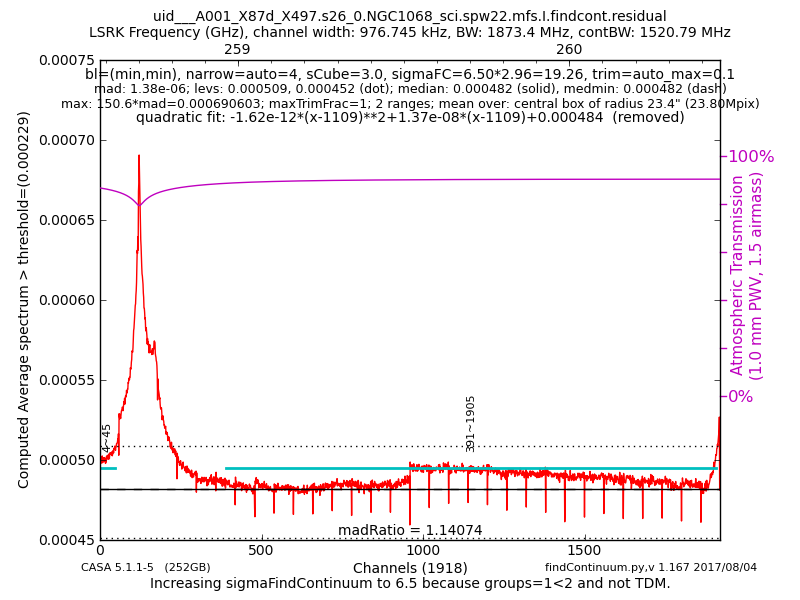 uid___A001_X87d_X497.s26_0.NGC1068_sci.spw22.mfs.I.findcont.residual
LSRK Frequency (GHz), channel width: 976.745 kHz, BW: 1873.4 MHz, contBW: 1520.79 MHz
259 260
bl=(min,min), narrow=auto=4, sCube=3.0, sigmaFC=6.50*2.96=19.26, trim=auto_max=0.1
mad: 1.38e-06; levs: 0.000509, 0.000452 (dot); median: 0.000482 (solid), medmin: 0.000482 (dash)
max: 150.6*mad=0.000690603; maxTrimFrac=1; 2 ranges; mean over: central box of radius 23.4" (23.80Mpix)
quadratic fit: -1.62e-12*(x-1109)**2+1.37e-08*(x-1109)+0.000484 (removed)
0.00075
0.00070
0.00065
0.00060
0.00055
0.00050
0.00045
Computed Average spectrum > threshold=(0.000229)
100%
0%
Atmospheric Transmission
(1.0 mm PWV, 1.5 airmass)
4~45
391~1905
madRatio = 1.14074
0 500 1000 1500
CASA 5.1.1-5 (252GB)
Channels (1918)
findContinuum.py,v 1.167 2017/08/04
Increasing sigmaFindContinuum to 6.5 because groups=1<2 and not TDM.